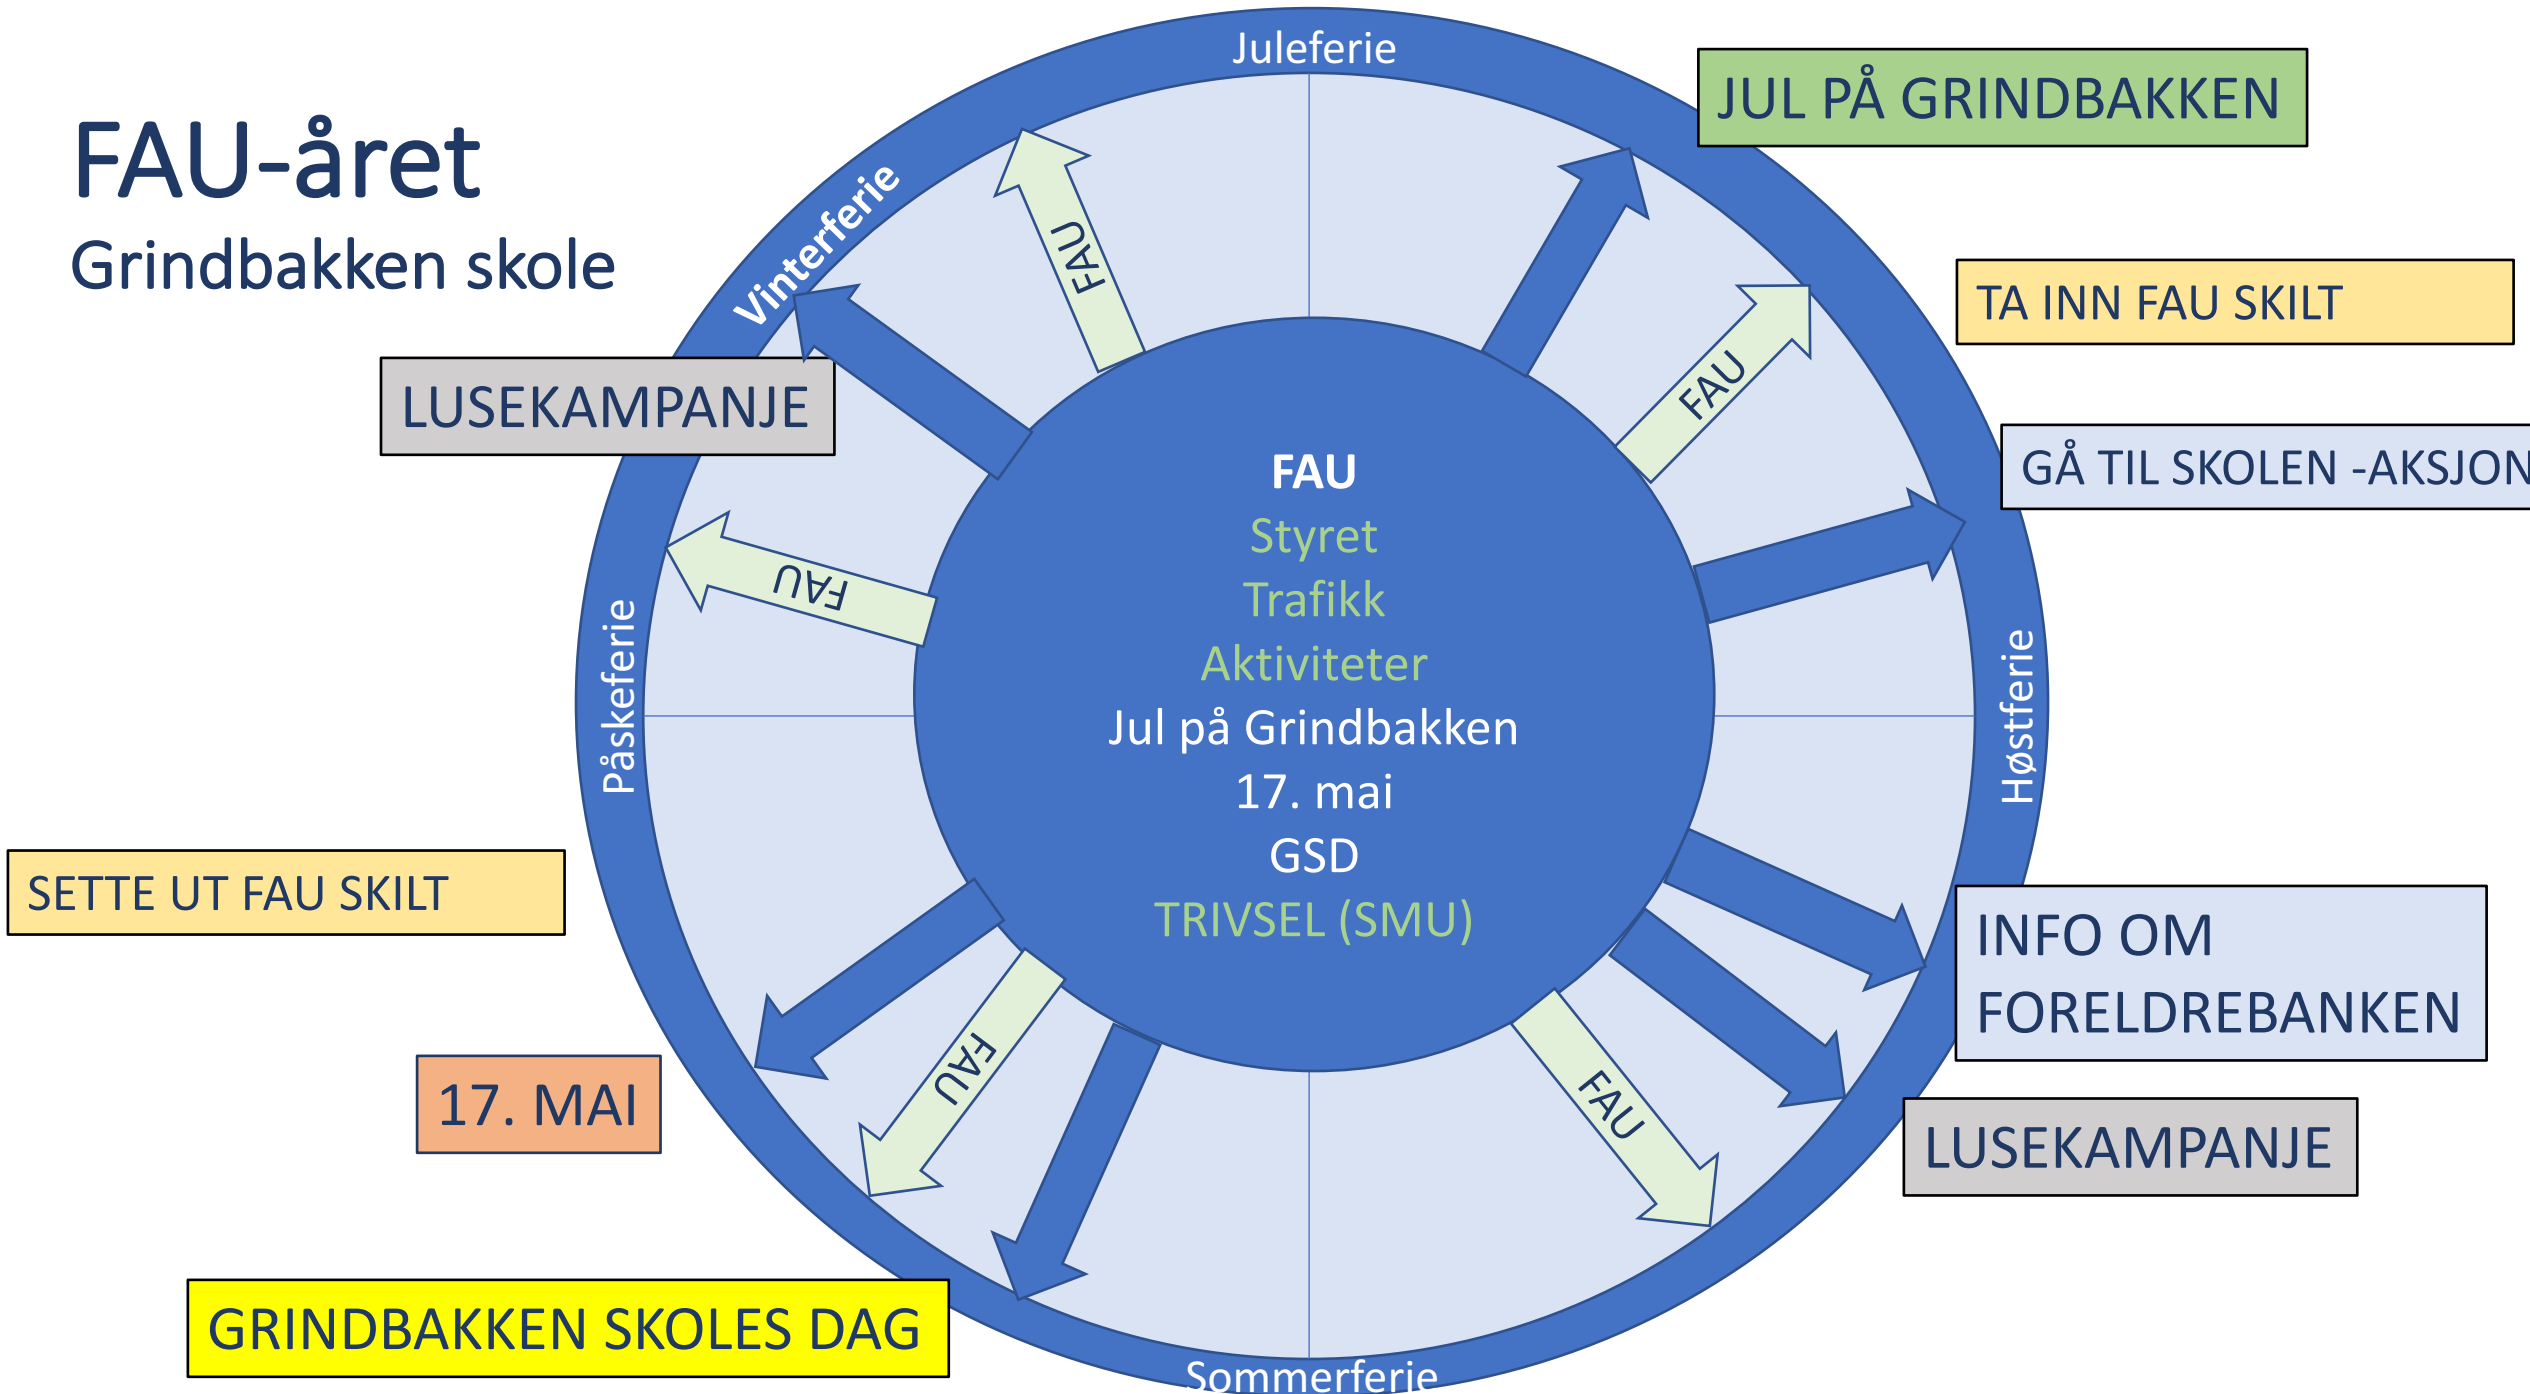 FAU-året
Grindbakken skole
Juleferie
JUL PÅ GRINDBAKKEN
Vinterferie
FAU
TA INN FAU SKILT
FAU
LUSEKAMPANJE
GÅ TIL SKOLEN -AKSJON
FAU
Påskeferie
Høstferie
FAU
Styret
Trafikk
Aktiviteter
Jul på Grindbakken
17. mai
GSD
TRIVSEL (SMU)
SETTE UT FAU SKILT
INFO OM
FORELDREBANKEN
17. MAI
FAU
FAU
LUSEKAMPANJE
GRINDBAKKEN SKOLES DAG
Sommerferie